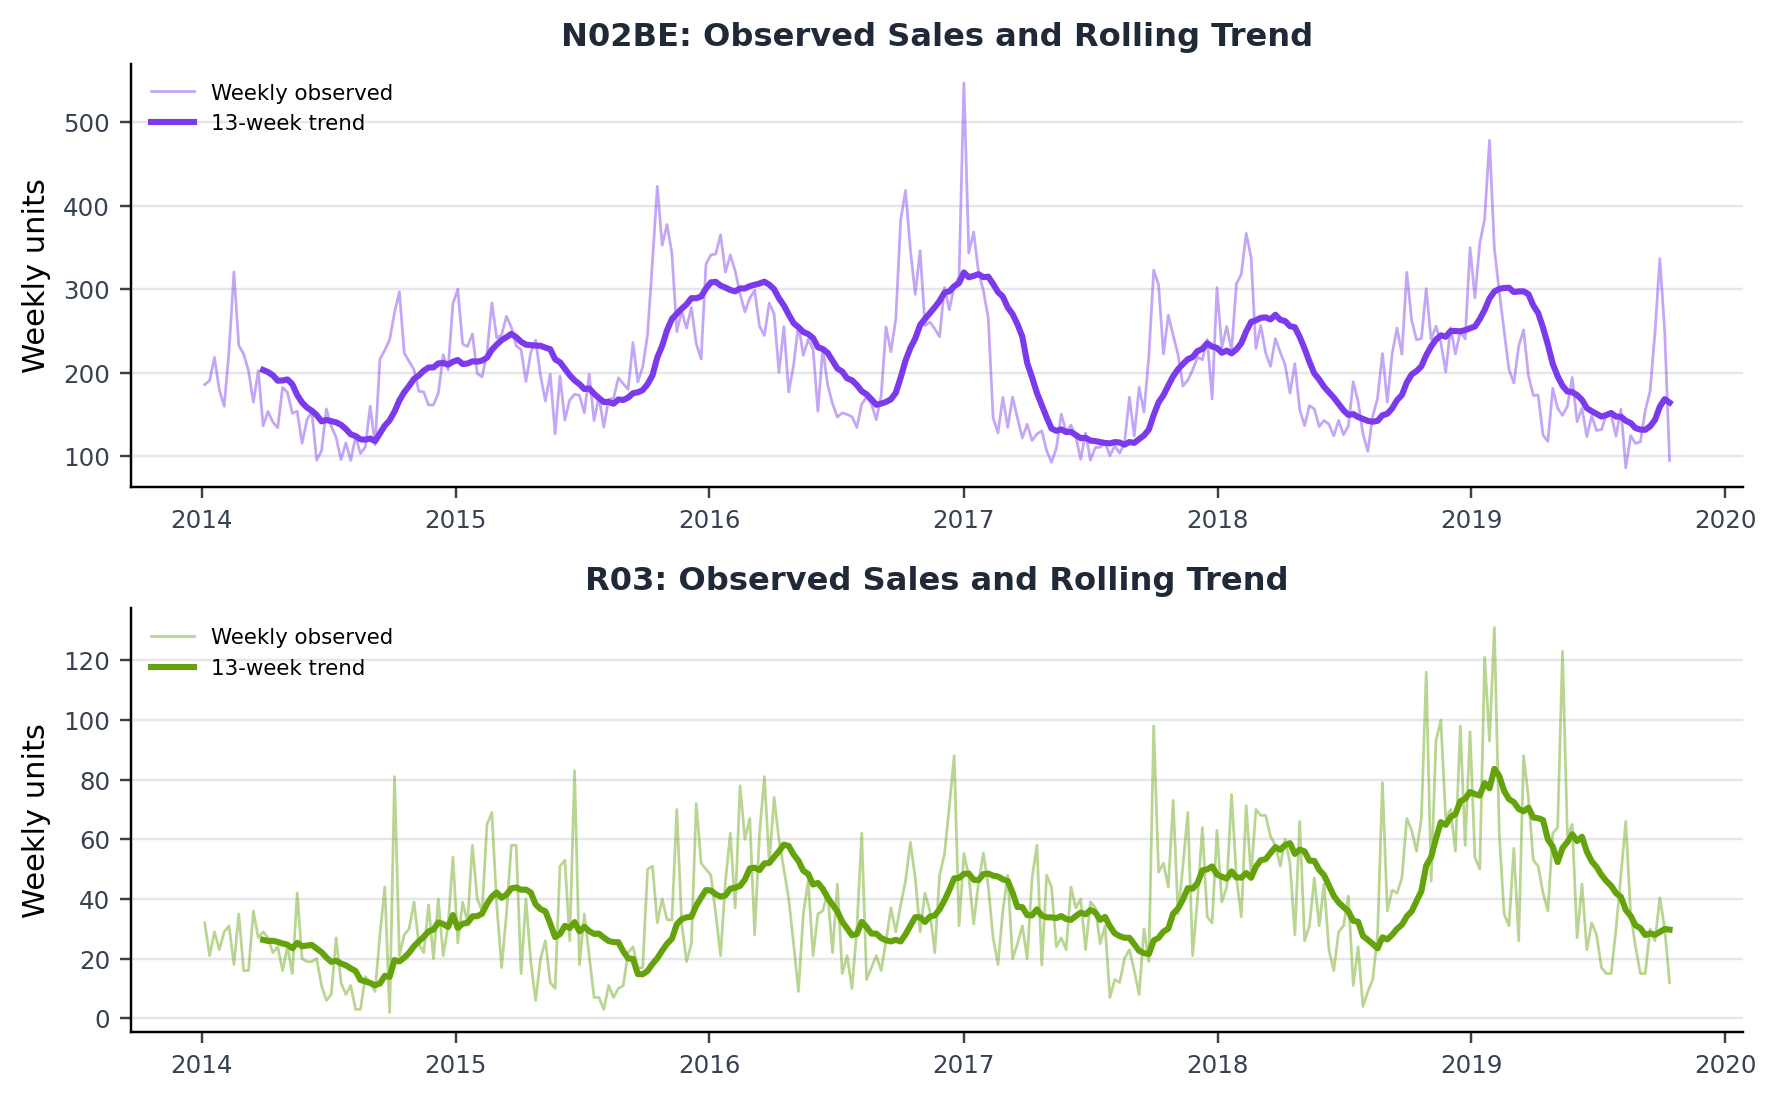 N02BE: Observed Sales and Rolling Trend
Weekly observed
13-week trend
Weekly units
500
400
300
200
100
2014 2015 2016 2017 2018 2019 2020
R03: Observed Sales and Rolling Trend
Weekly observed
13-week trend
Weekly units
120
100
80
60
40
20
0
2014 2015 2016 2017 2018 2019 2020